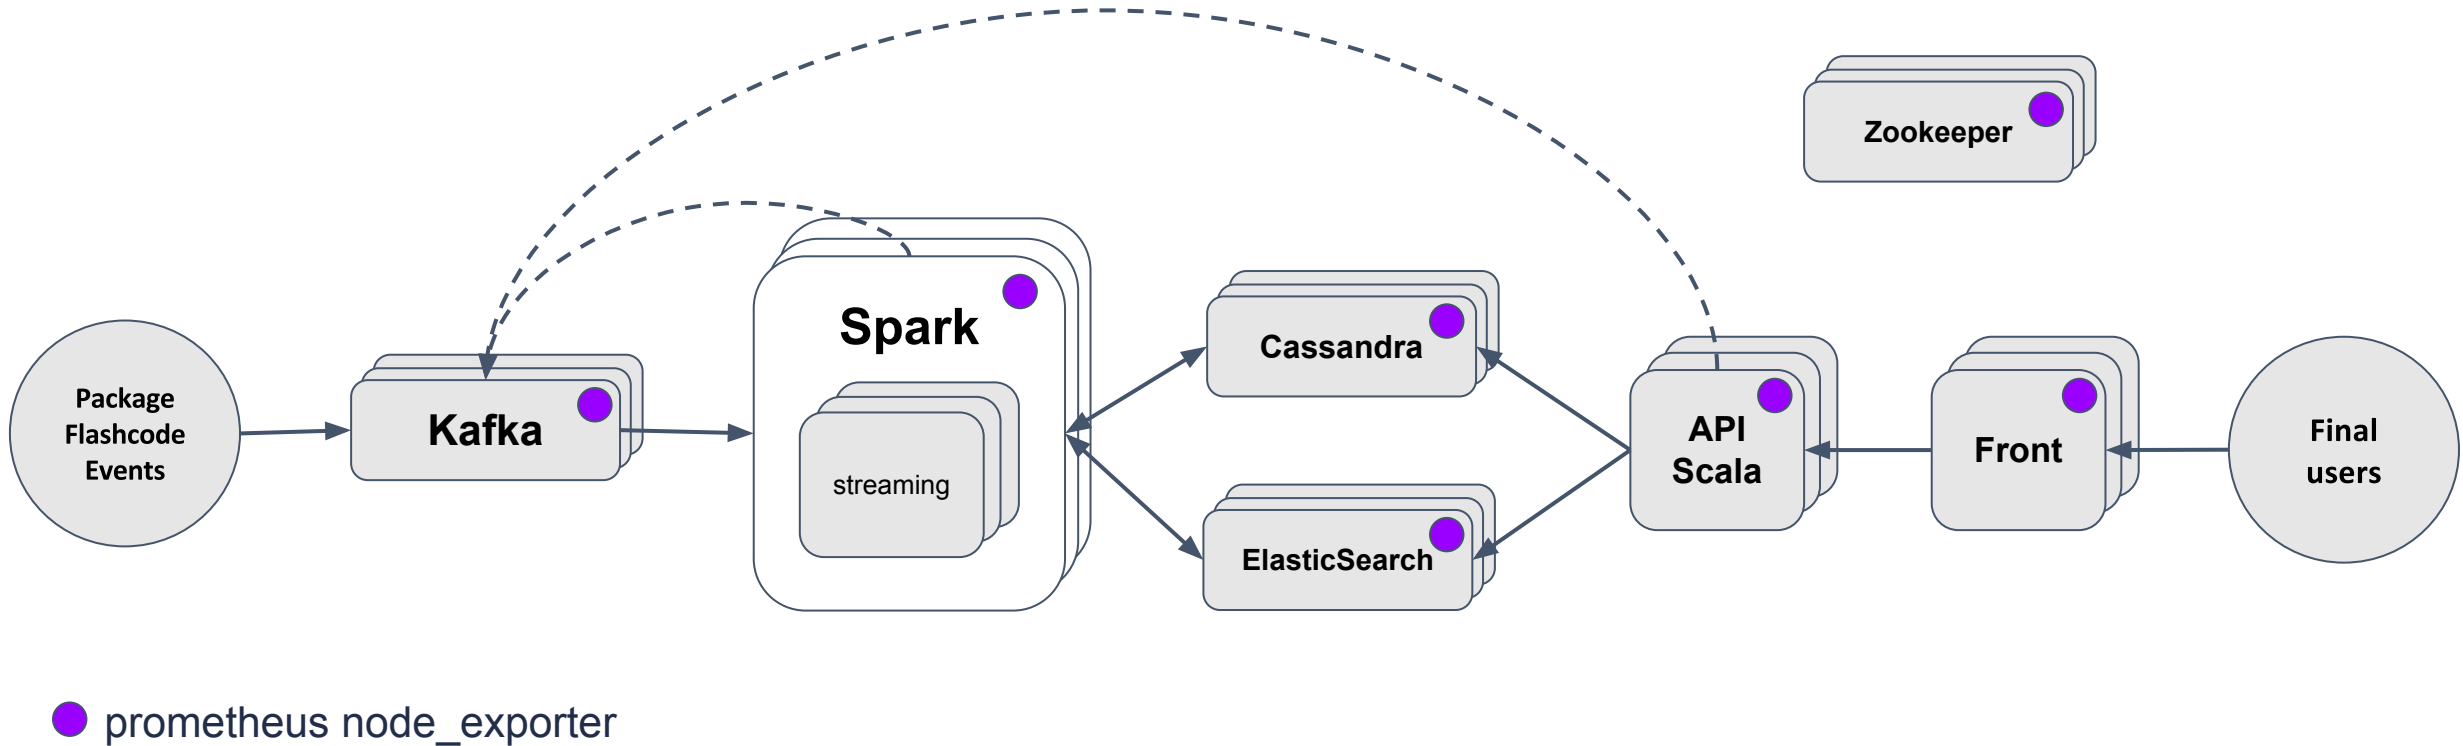 Zookeeper
Package
Flashcode
Events
Kafka
Spark
streaming
Cassandra
ElasticSearch
API
Scala
Front
Final
users
prometheus node_exporter